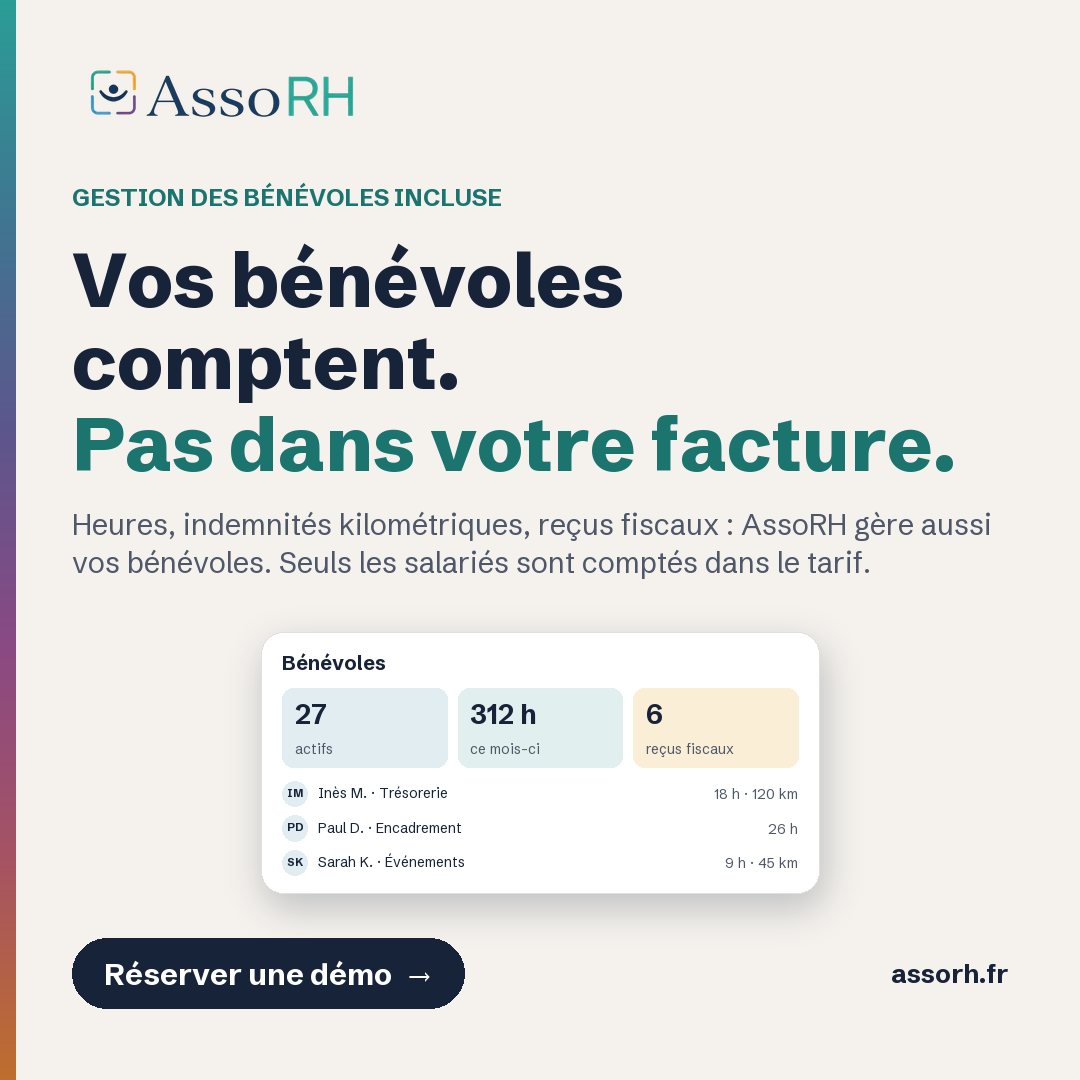 AssoRH
GESTION DES BÉNÉVOLES INCLUSE
Vos bénévoles
comptent.
Pas dans votre facture.
Heures, indemnités kilométriques, reçus fiscaux : AssoRH gère aussi
vos bénévoles. Seuls les salariés sont comptés dans le tarif.
Bénévoles
27
actifs
312 h
ce mois-ci
6
reçus fiscaux
IM Inès M. · Trésorerie 18 h · 120 km
PD Paul D. · Encadrement 26 h
SK Sarah K. · Événements 9 h · 45 km
Réserver une démo →
assorh.fr